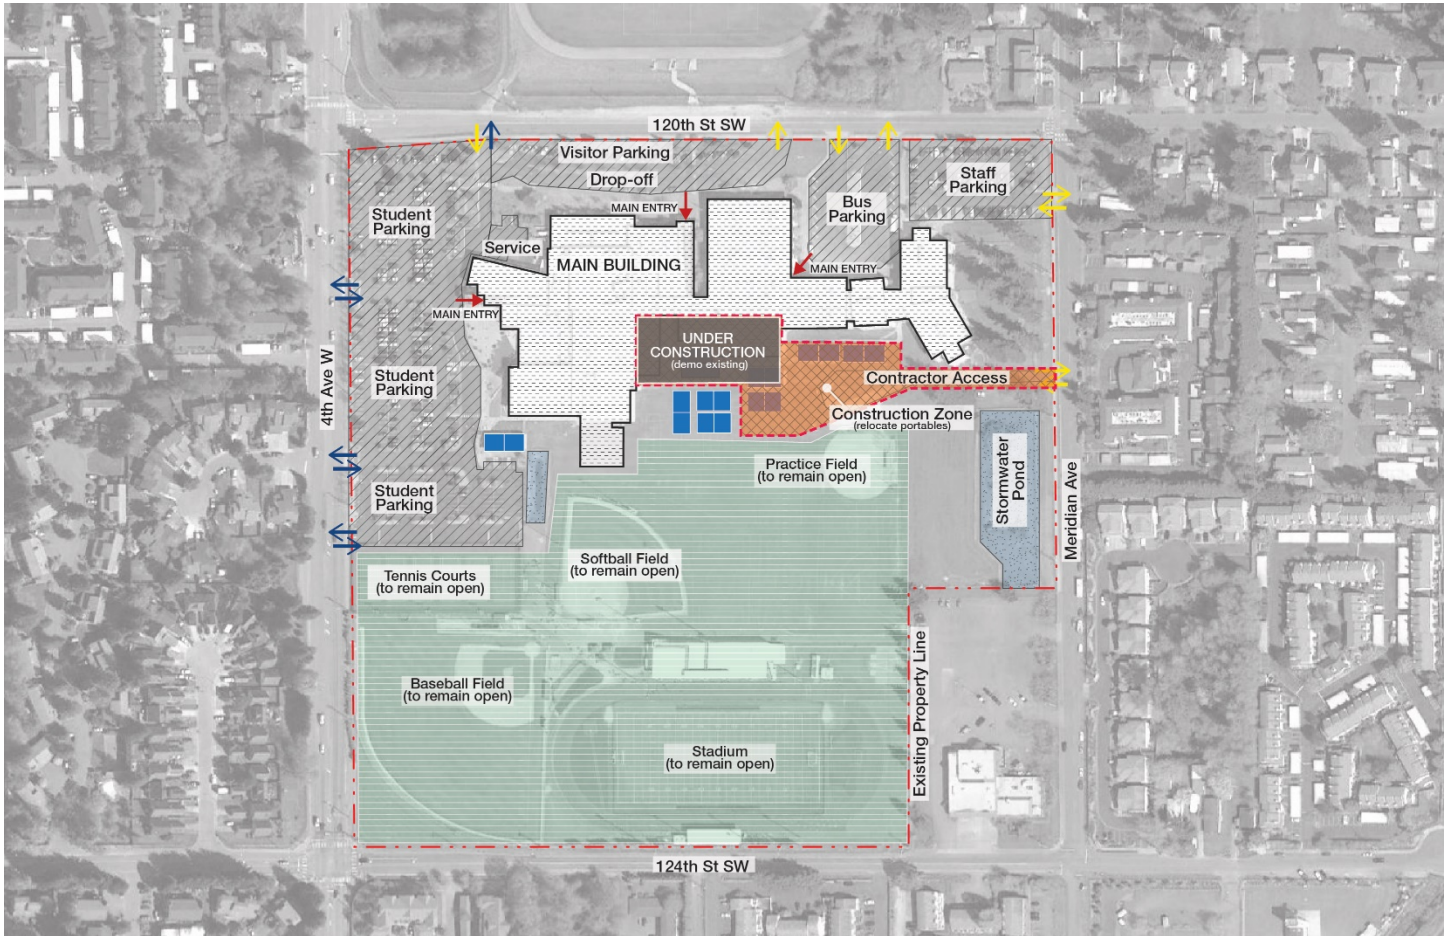 120th St SW
Visitor Parking
Drop-off
Staff
Parking
MAIN ENTRY
Bus
Parking
Student
Parking
Service
MAIN BUILDING
MAIN ENTRY
MAIN ENTRY
UNDER
CONSTRUCTION
(demo existing)
4th Ave W
Student
Parking
Contractor Access
Construction Zone
(relocate portables)
Practice Field
(to remain open)
Stormwater
Pond
Meridian Ave
Student
Parking
Softball Field
(to remain open)
Tennis Courts
(to remain open)
Baseball Field
(to remain open)
Existing Property Line
Stadium
(to remain open)
124th St SW